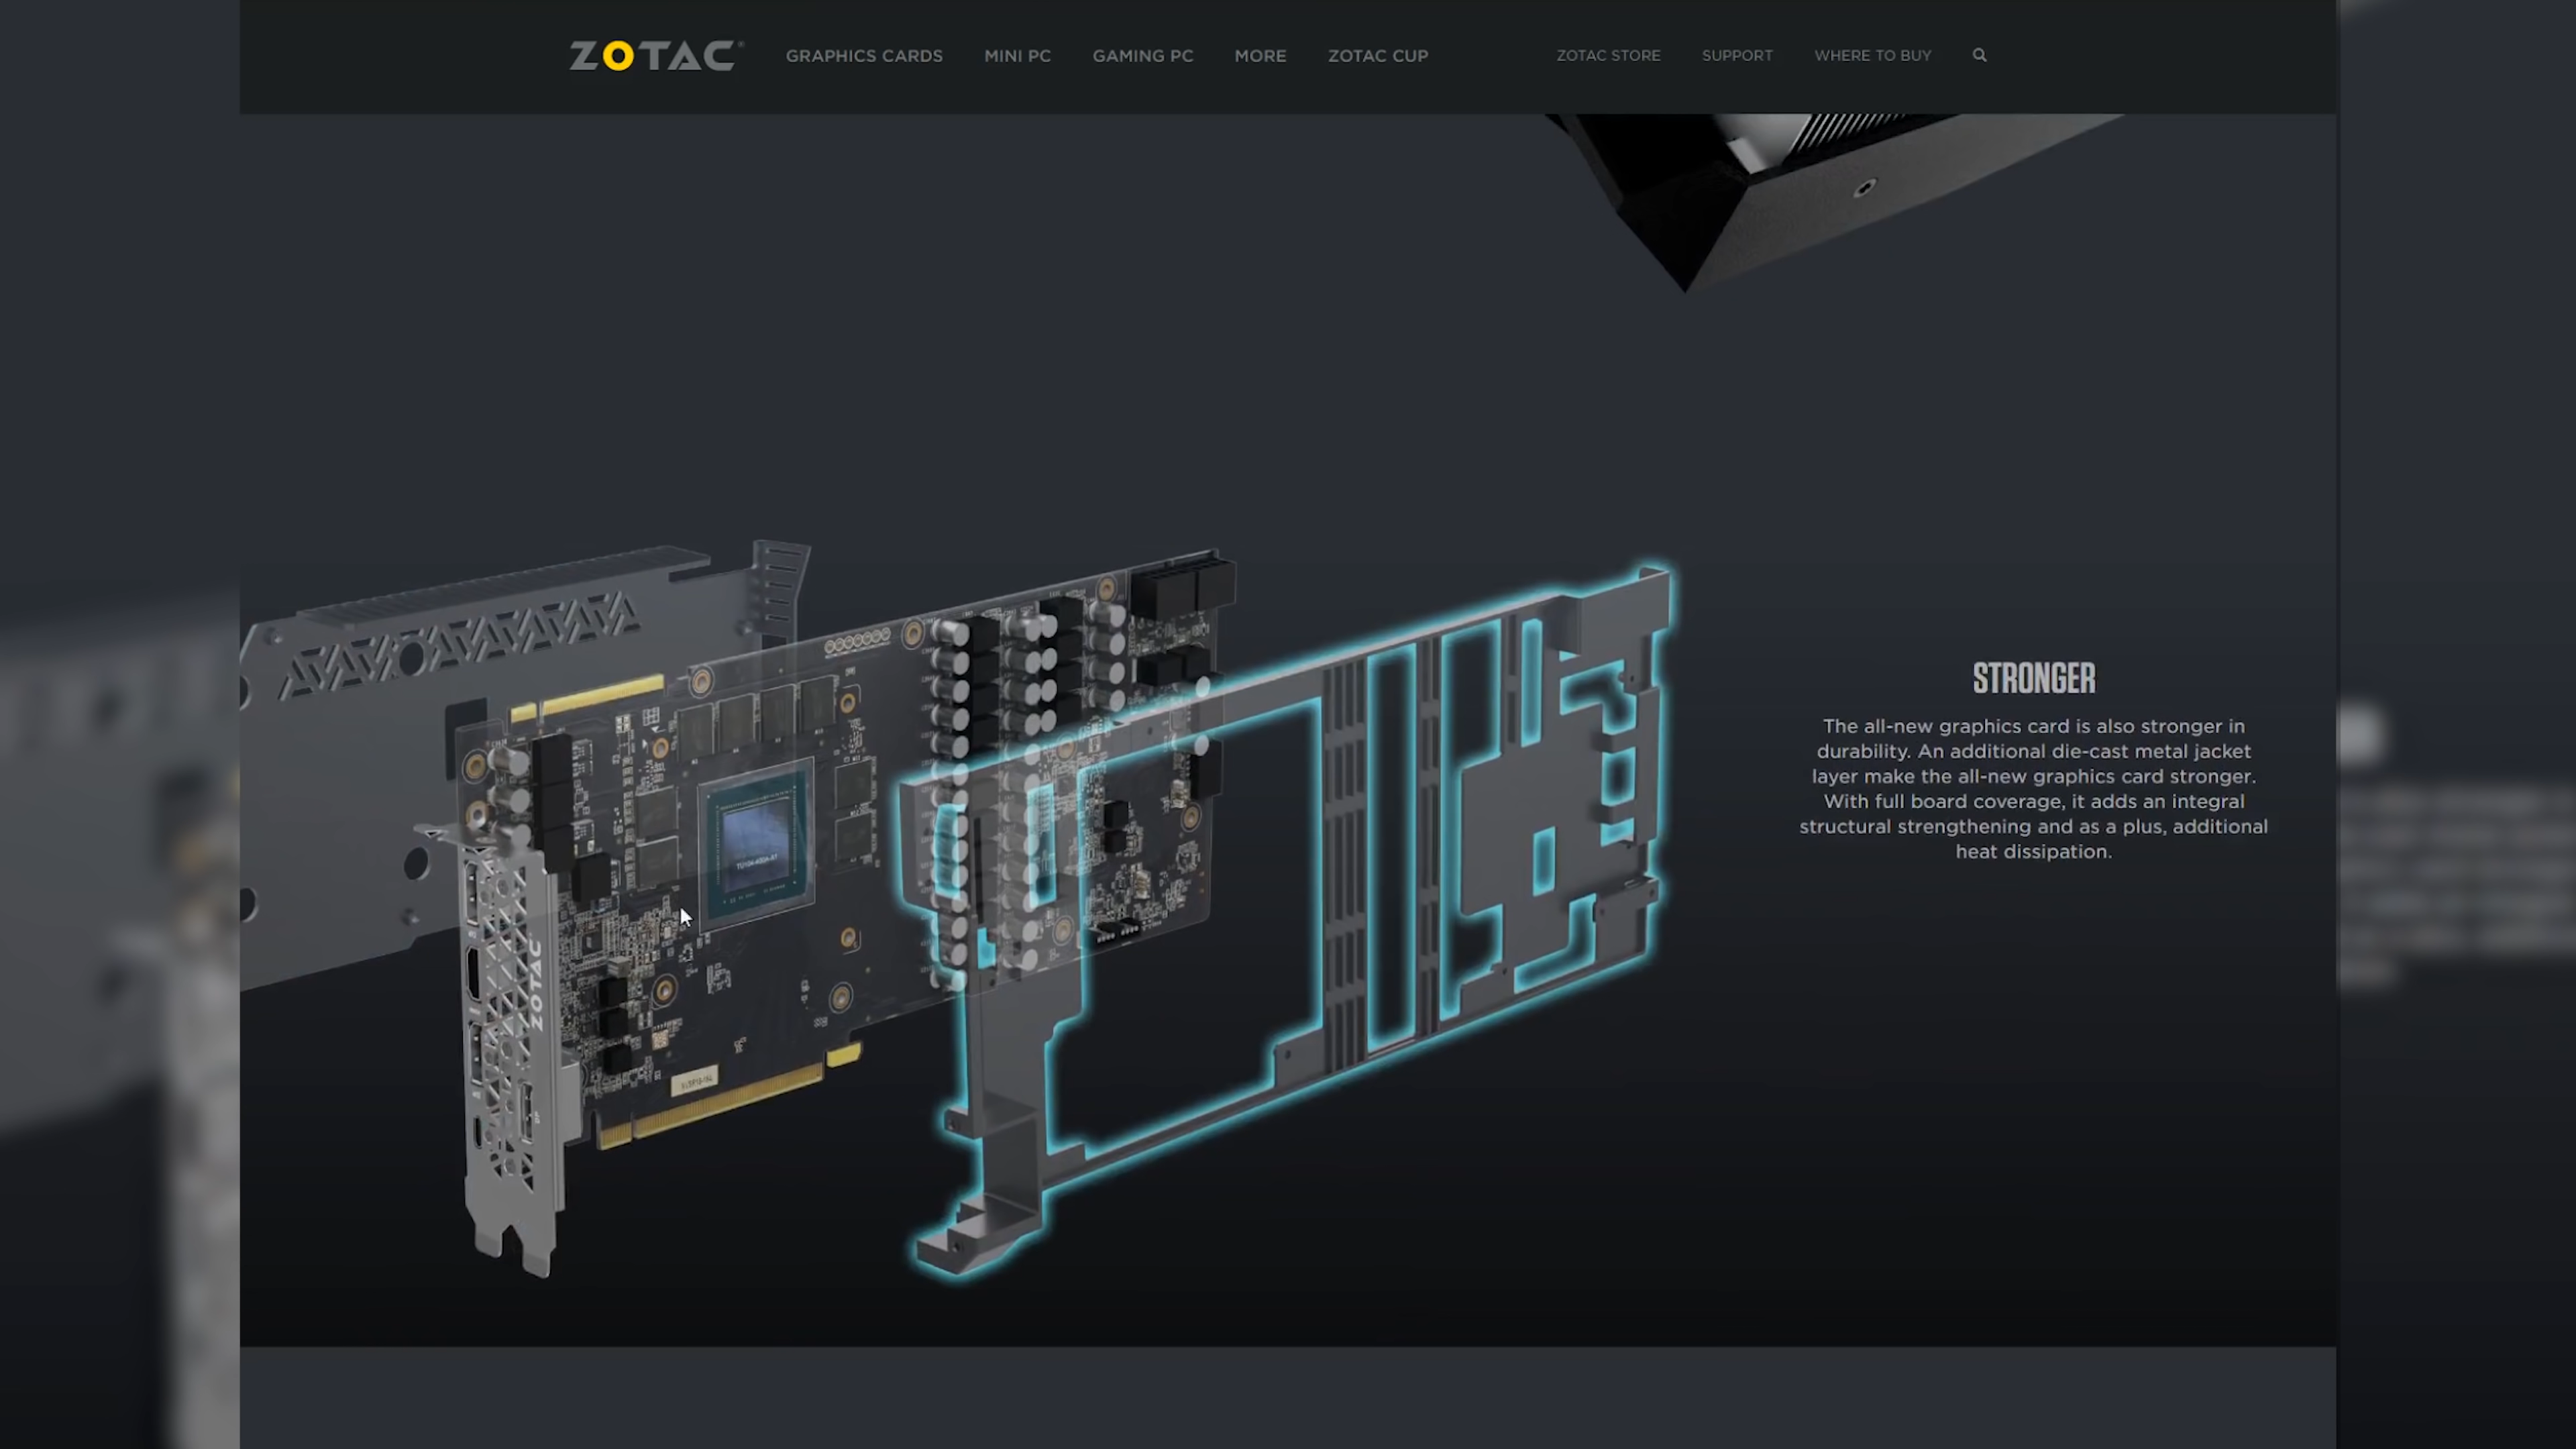 ZOTAC
GRAPHICS CARDS
MINI PC
GAMING PC
MORE
ZOTAC CUP
ZOTAC STORE
SUPPORT
WHERE TO BUY
STRONGER
The all-new graphics card is also stronger in
durability. An additional die-cast metal jacket
layer make the all-new graphics card stronger.
With full board coverage, it adds an integral
structural strengthening and as a plus, additional
heat dissipation.
ZOTAC